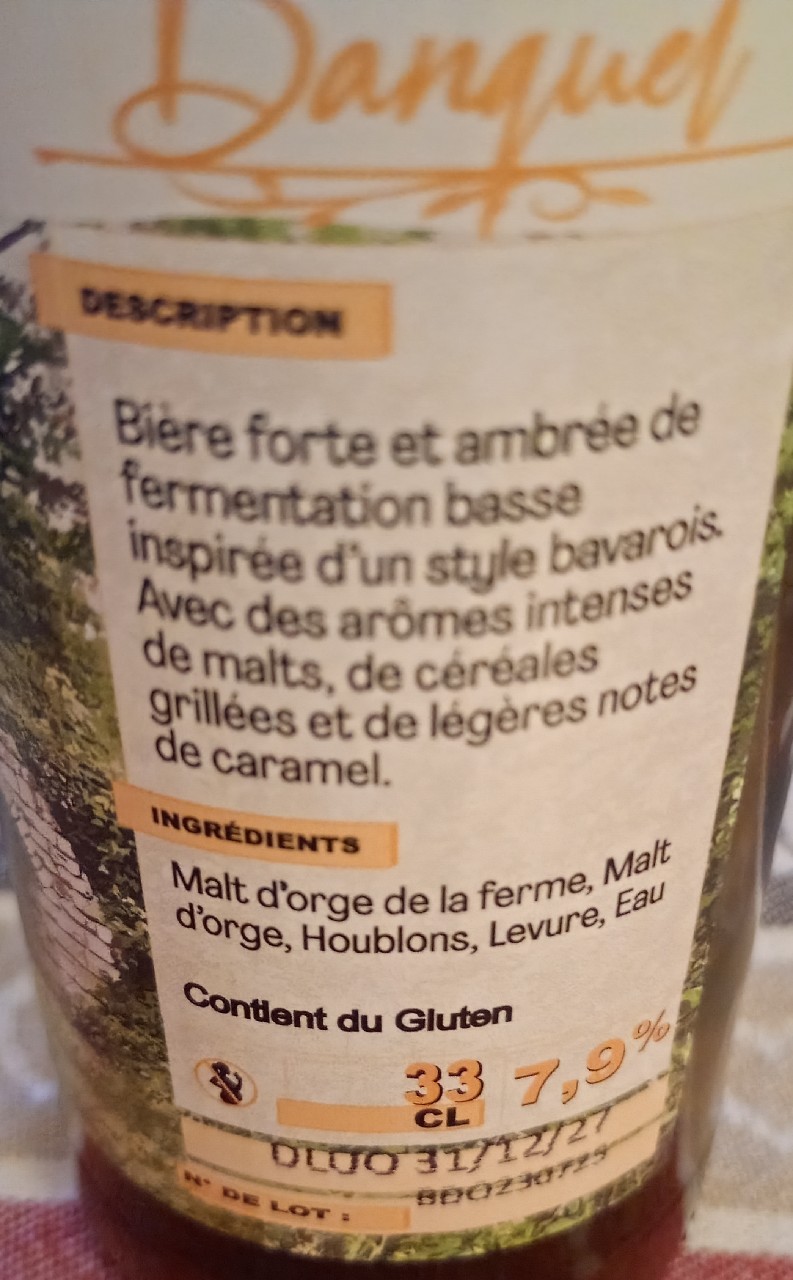 Danquel
DESCRIPTION
Bière forte et ambrée de
fermentation basse
inspirée d'un style bavarois.
Avec des arômes intenses
de malts, de céréales
grillées et de légères notes
de caramel.
INGRÉDIENTS
Malt d'orge de la ferme, Malt
d'orge, Houblons, Levure, Eau
Contient du Gluten
33 7,9%
CL
DLUO 31/12/27
N° DE LOT :